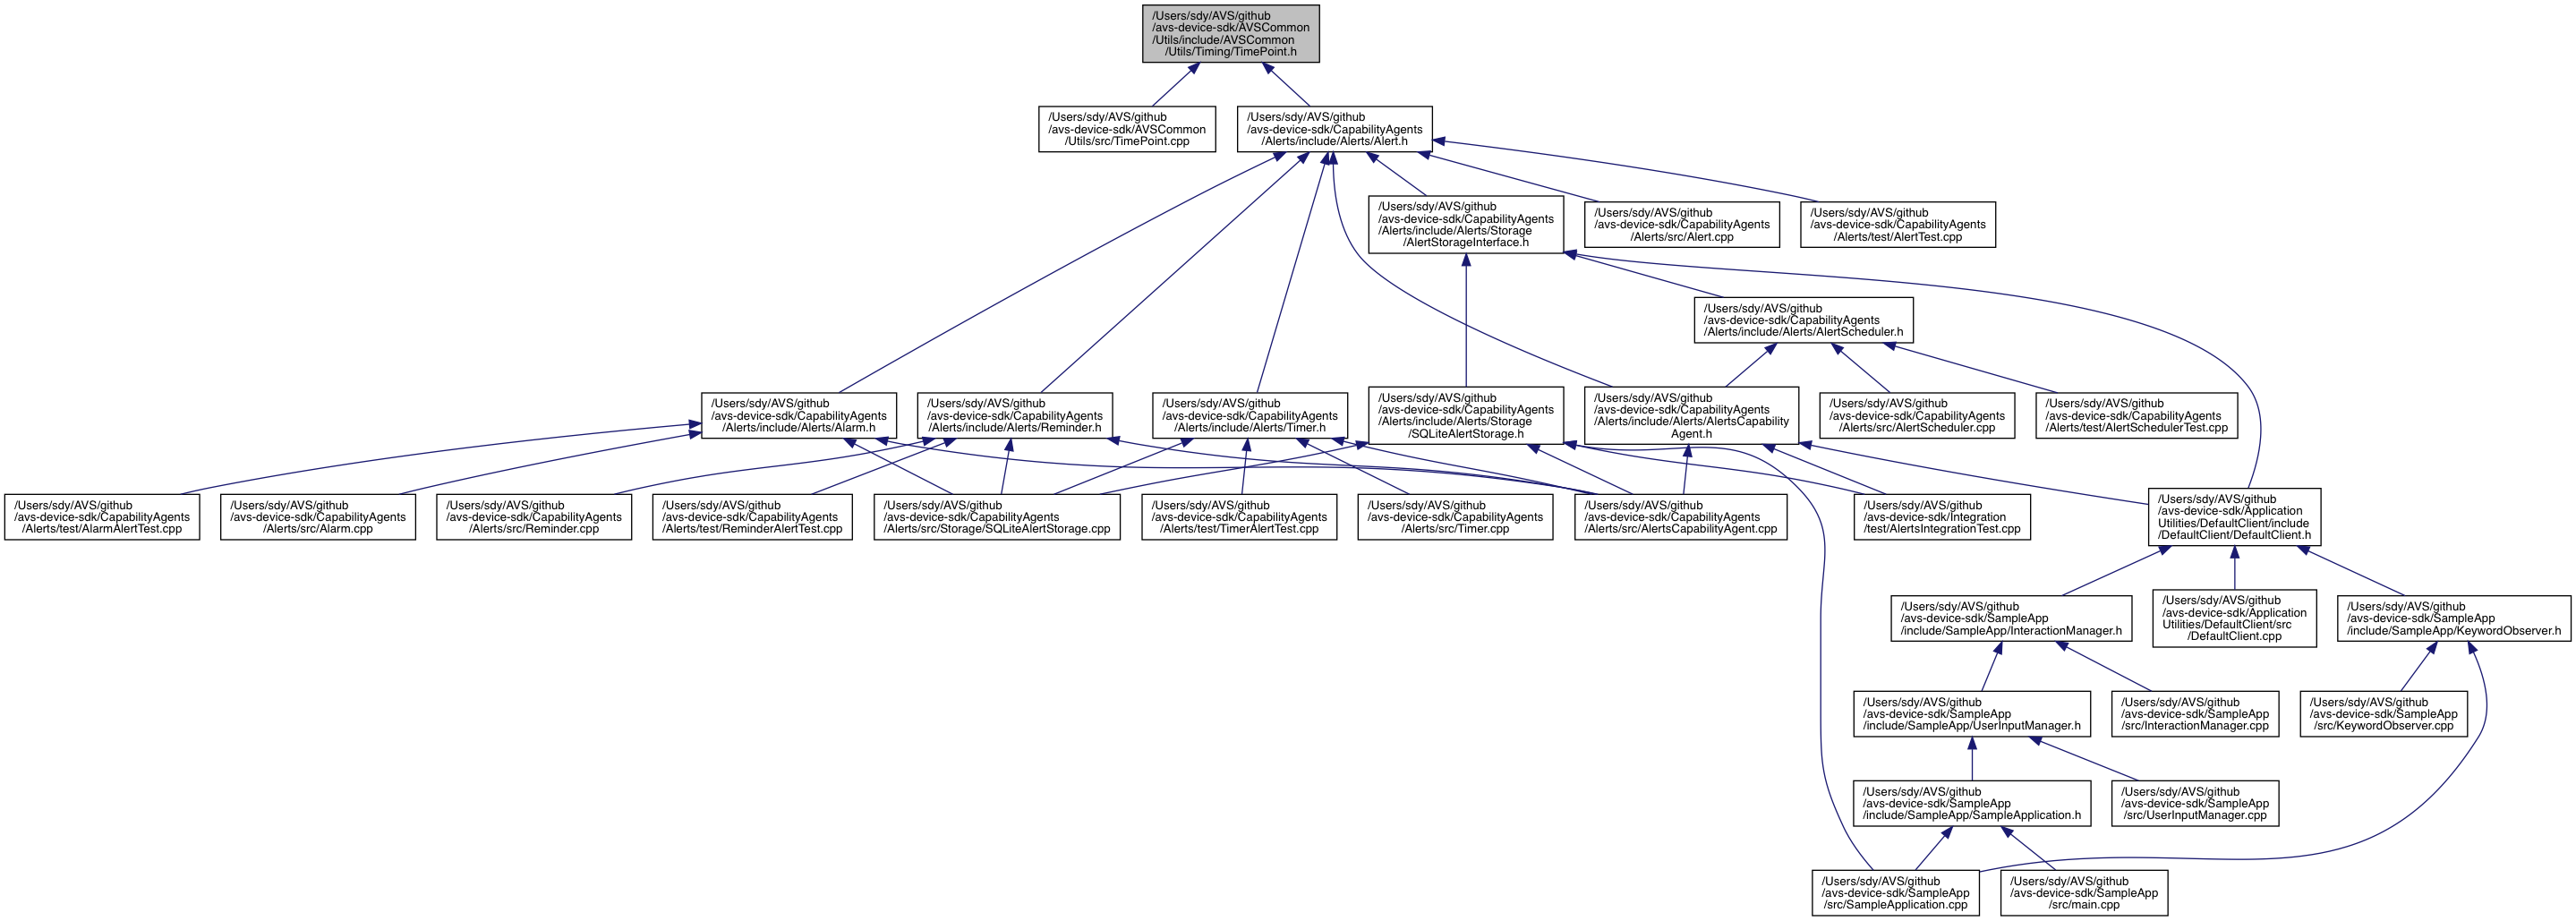 /Users/sdy/AVS/github
/avs-device-sdk/AVSCommon
/Utils/include/AVSCommon
/Utils/Timing/TimePoint.h
/Users/sdy/AVS/github
/avs-device-sdk/AVSCommon
/Utils/src/TimePoint.cpp
/Users/sdy/AVS/github
/avs-device-sdk/CapabilityAgents
/Alerts/include/Alerts/Alert.h
/Users/sdy/AVS/github
/avs-device-sdk/CapabilityAgents
/Alerts/include/Alerts/Storage
/AlertStorageInterface.h
/Users/sdy/AVS/github
/avs-device-sdk/CapabilityAgents
/Alerts/src/Alert.cpp
/Users/sdy/AVS/github
/avs-device-sdk/CapabilityAgents
/Alerts/test/AlertTest.cpp
/Users/sdy/AVS/github
/avs-device-sdk/CapabilityAgents
/Alerts/include/Alerts/AlertScheduler.h
/Users/sdy/AVS/github
/avs-device-sdk/CapabilityAgents
/Alerts/include/Alerts/Alarm.h
/Users/sdy/AVS/github
/avs-device-sdk/CapabilityAgents
/Alerts/include/Alerts/Reminder.h
/Users/sdy/AVS/github
/avs-device-sdk/CapabilityAgents
/Alerts/include/Alerts/Timer.h
/Users/sdy/AVS/github
/avs-device-sdk/CapabilityAgents
/Alerts/include/Alerts/Storage
/SQLiteAlertStorage.h
/Users/sdy/AVS/github
/avs-device-sdk/CapabilityAgents
/Alerts/include/Alerts/AlertsCapability
Agent.h
/Users/sdy/AVS/github
/avs-device-sdk/CapabilityAgents
/Alerts/src/AlertScheduler.cpp
/Users/sdy/AVS/github
/avs-device-sdk/CapabilityAgents
/Alerts/test/AlertSchedulerTest.cpp
/Users/sdy/AVS/github
/avs-device-sdk/CapabilityAgents
/Alerts/test/AlarmAlertTest.cpp
/Users/sdy/AVS/github
/avs-device-sdk/CapabilityAgents
/Alerts/src/Alarm.cpp
/Users/sdy/AVS/github
/avs-device-sdk/CapabilityAgents
/Alerts/src/Reminder.cpp
/Users/sdy/AVS/github
/avs-device-sdk/CapabilityAgents
/Alerts/test/ReminderAlertTest.cpp
/Users/sdy/AVS/github
/avs-device-sdk/CapabilityAgents
/Alerts/src/Storage/SQLiteAlertStorage.cpp
/Users/sdy/AVS/github
/avs-device-sdk/CapabilityAgents
/Alerts/test/TimerAlertTest.cpp
/Users/sdy/AVS/github
/avs-device-sdk/CapabilityAgents
/Alerts/src/Timer.cpp
/Users/sdy/AVS/github
/avs-device-sdk/CapabilityAgents
/Alerts/src/AlertsCapabilityAgent.cpp
/Users/sdy/AVS/github
/avs-device-sdk/Integration
/test/AlertsIntegrationTest.cpp
/Users/sdy/AVS/github
/avs-device-sdk/Application
Utilities/DefaultClient/include
/DefaultClient/DefaultClient.h
/Users/sdy/AVS/github
/avs-device-sdk/SampleApp
/include/SampleApp/InteractionManager.h
/Users/sdy/AVS/github
/avs-device-sdk/Application
Utilities/DefaultClient/src
/DefaultClient.cpp
/Users/sdy/AVS/github
/avs-device-sdk/SampleApp
/include/SampleApp/KeywordObserver.h
/Users/sdy/AVS/github
/avs-device-sdk/SampleApp
/include/SampleApp/UserInputManager.h
/Users/sdy/AVS/github
/avs-device-sdk/SampleApp
/src/InteractionManager.cpp
/Users/sdy/AVS/github
/avs-device-sdk/SampleApp
/src/KeywordObserver.cpp
/Users/sdy/AVS/github
/avs-device-sdk/SampleApp
/include/SampleApp/SampleApplication.h
/Users/sdy/AVS/github
/avs-device-sdk/SampleApp
/src/UserInputManager.cpp
/Users/sdy/AVS/github
/avs-device-sdk/SampleApp
/src/SampleApplication.cpp
/Users/sdy/AVS/github
/avs-device-sdk/SampleApp
/src/main.cpp